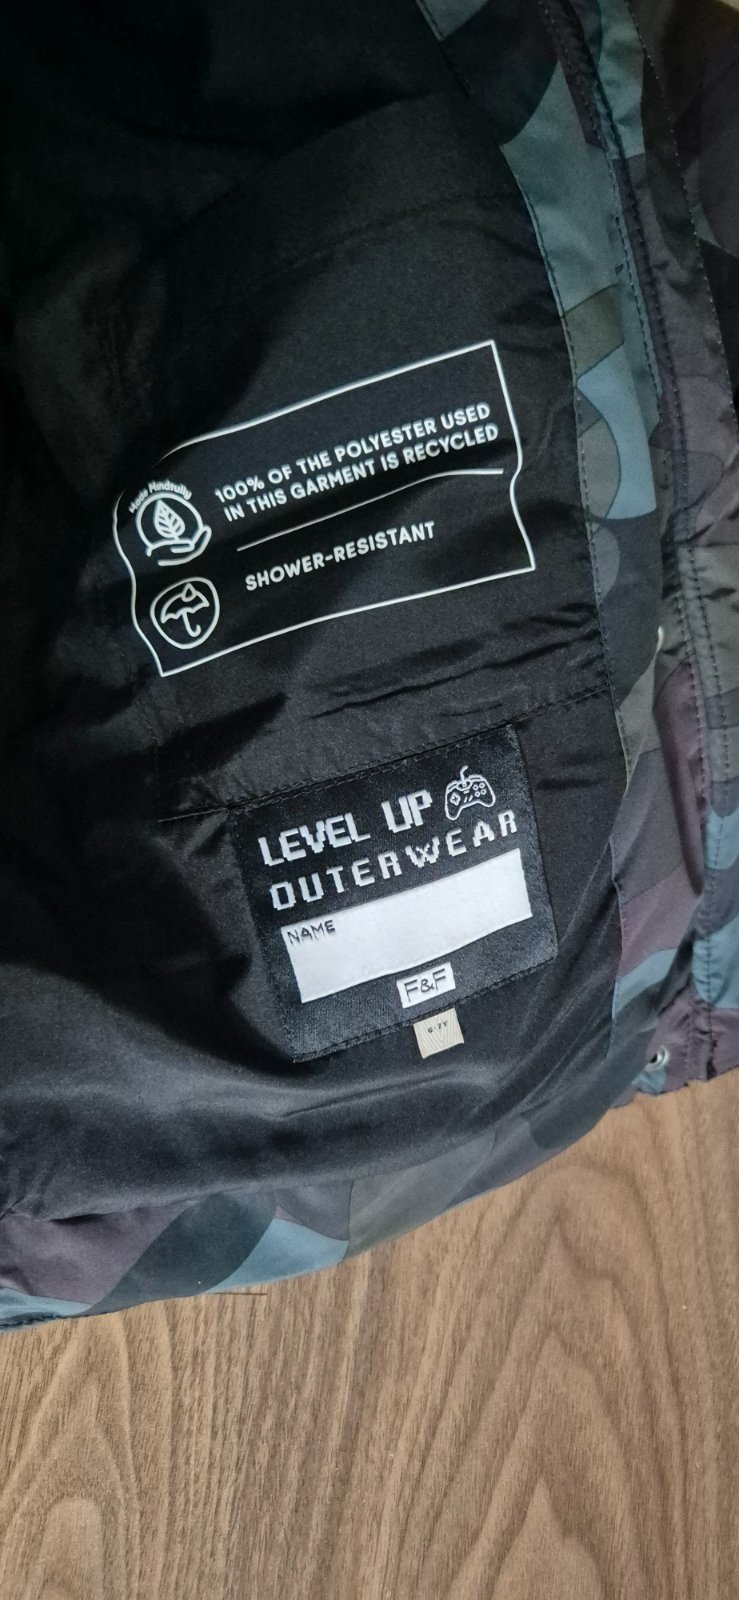 Made Mindfully
100% OF THE POLYESTER USED
IN THIS GARMENT IS RECYCLED
SHOWER-RESISTANT
LEVEL UP
OUTERWEAR
NAME
F&F
6-7Y